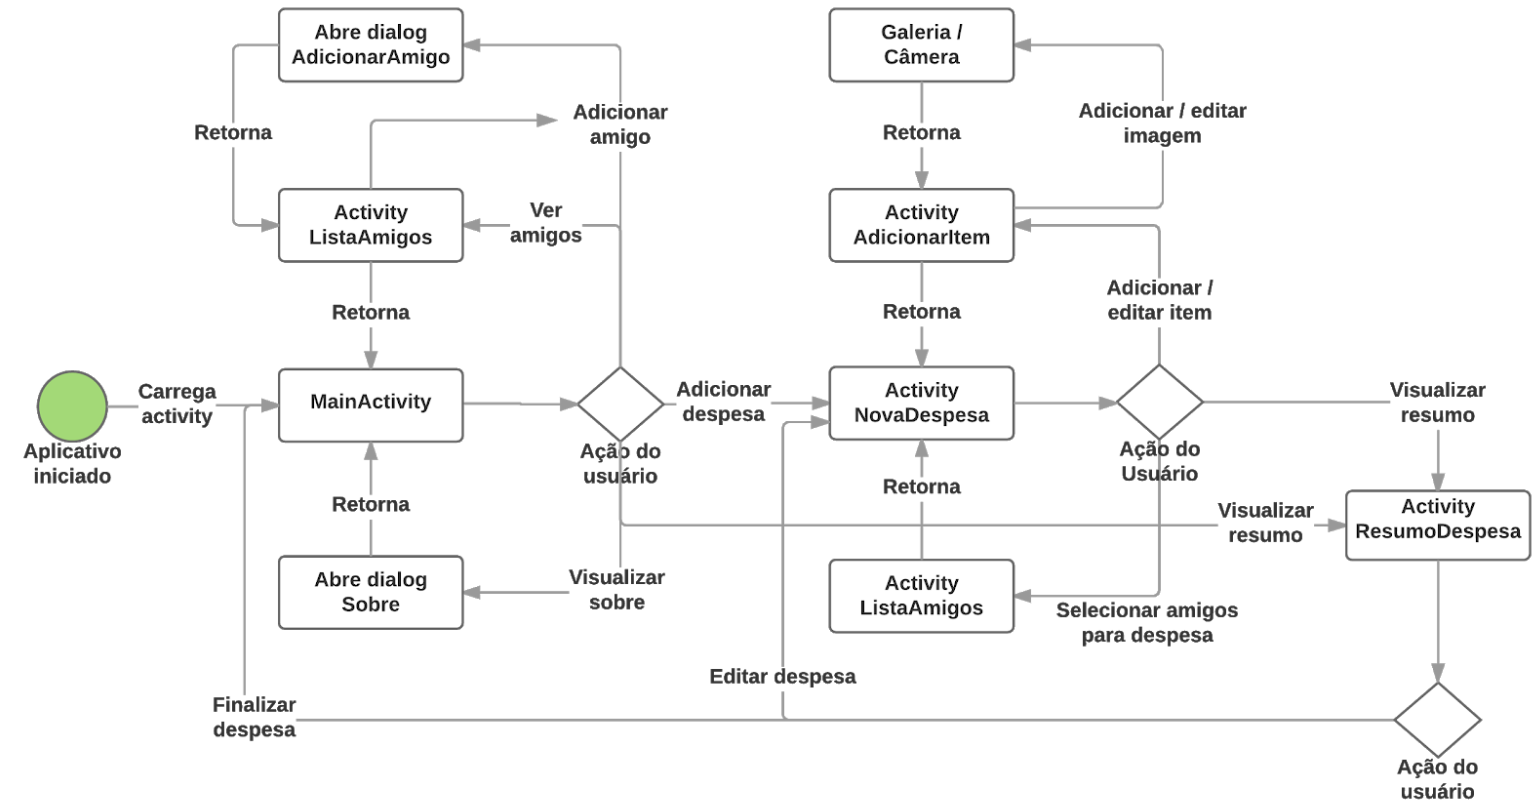 Abre dialog
AdicionarAmigo
Galeria /
Câmera
Retorna
Adicionar
amigo
Retorna
Adicionar / editar
imagem
Activity
ListaAmigos
Ver
amigos
Activity
AdicionarItem
Retorna
Retorna
Adicionar /
editar item
Aplicativo
iniciado
Carrega
activity
MainActivity
Ação do
usuário
Adicionar
despesa
Activity
NovaDespesa
Ação do
Usuário
Visualizar
resumo
Retorna
Retorna
Visualizar
resumo
Activity
ResumoDespesa
Abre dialog
Sobre
Visualizar
sobre
Activity
ListaAmigos
Selecionar amigos
para despesa
Editar despesa
Finalizar
despesa
Ação do
usuário